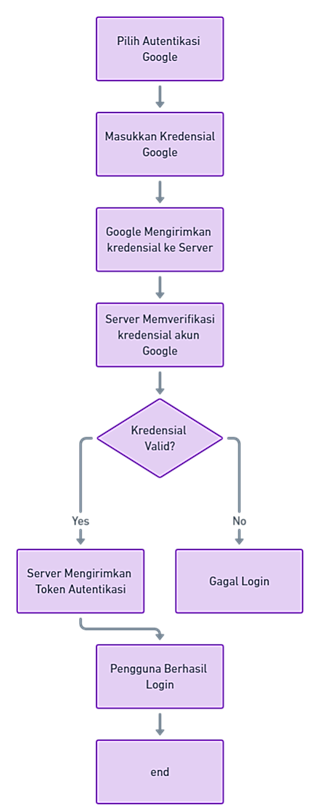 Pilih Autentikasi
Google
Masukkan Kredensial
Google
Google Mengirimkan
kredensial ke Server
Server Memverifikasi
kredensial akun
Google
Kredensial
Valid?
Yes
No
Server Mengirimkan
Token Autentikasi
Gagal Login
Pengguna Berhasil
Login
end